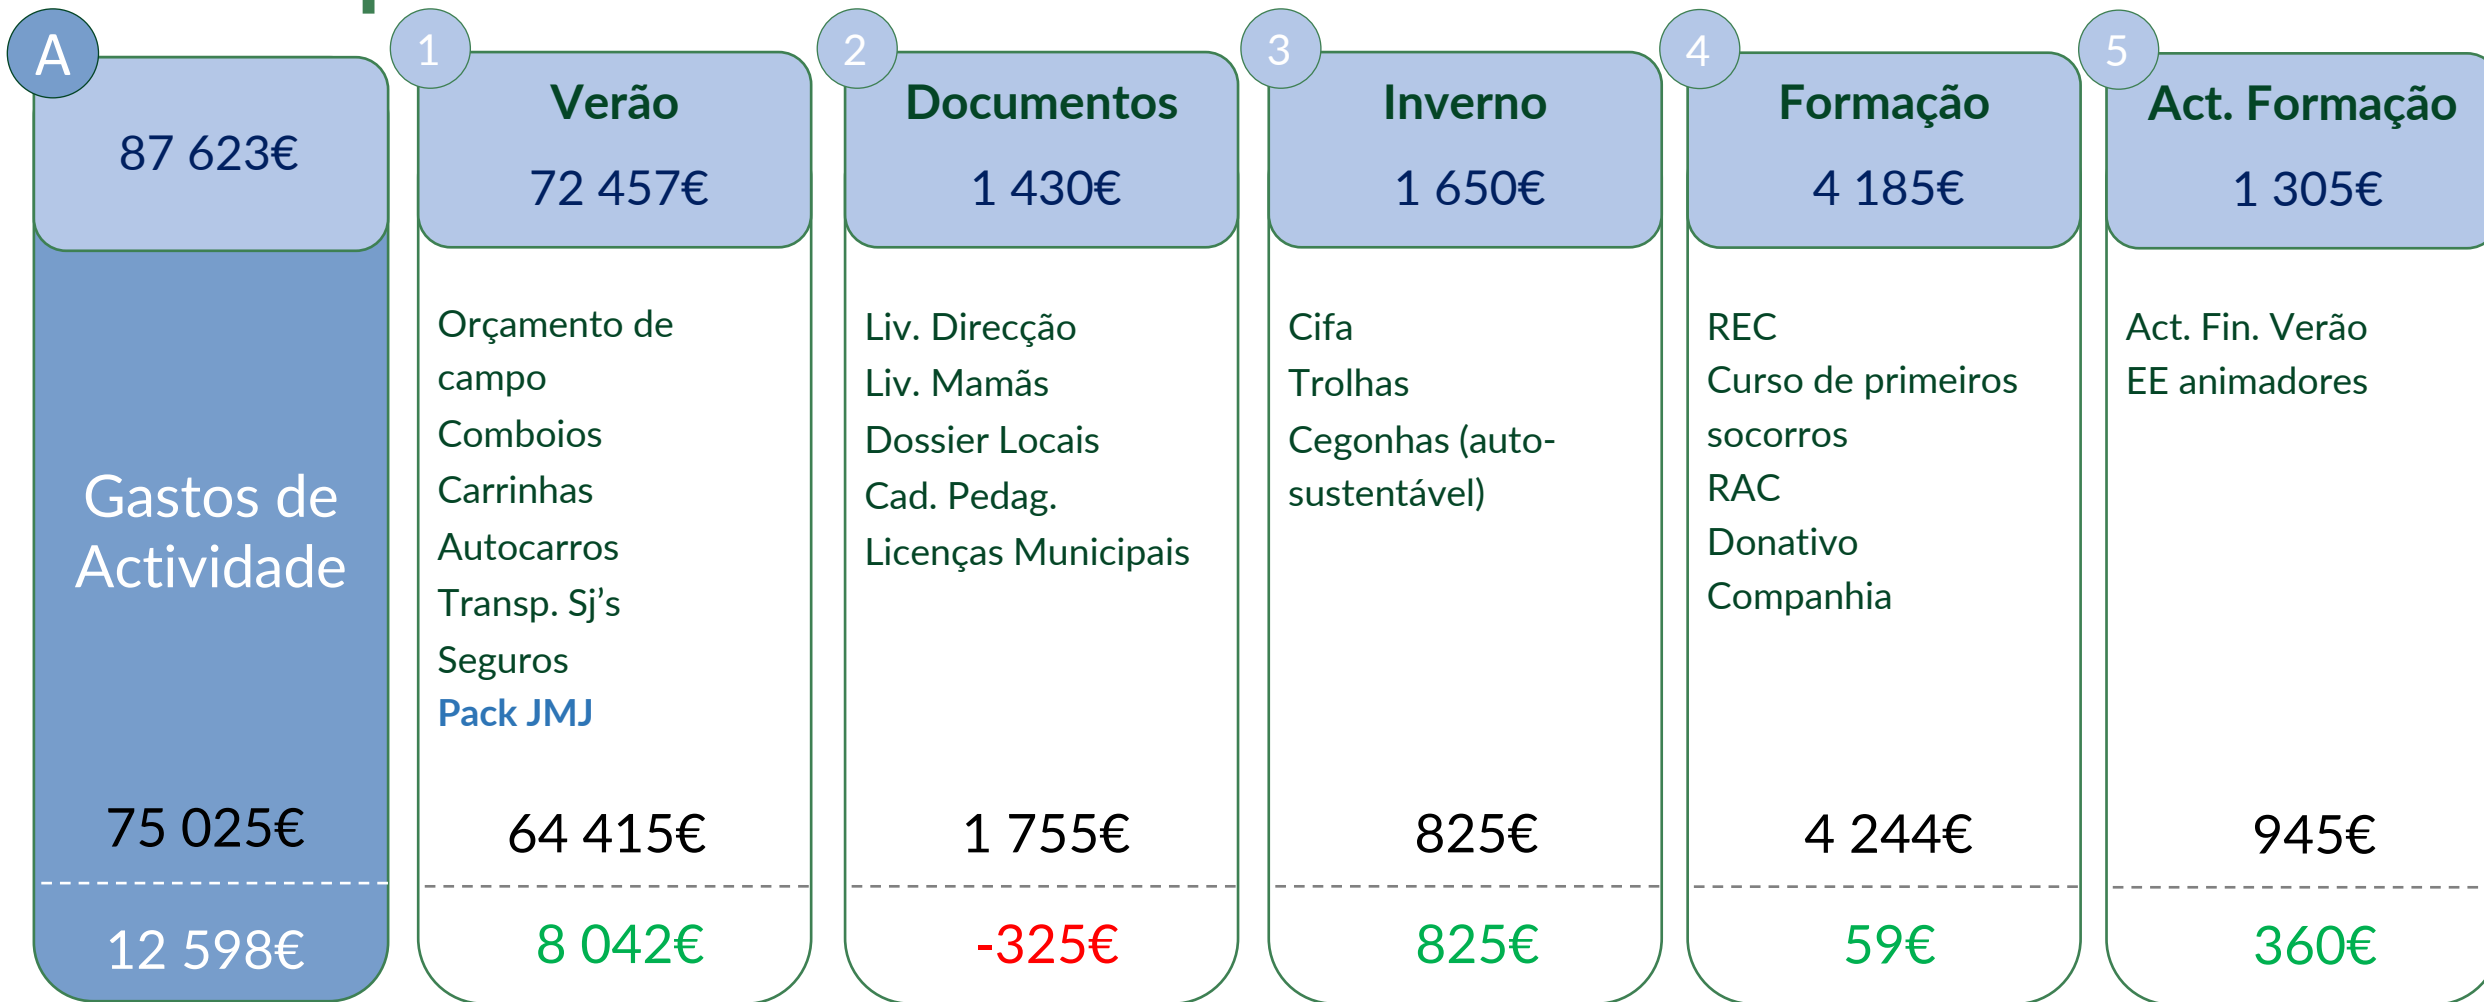 A
87 623€
Gastos de
Actividade
75 025€
12 598€
1
Verão
72 457€
Orçamento de
campo
Comboios
Carrinhas
Autocarros
Transp. Sj’s
Seguros
Pack JMJ
64 415€
8 042€
2
Documentos
1 430€
Liv. Direcção
Liv. Mamãs
Dossier Locais
Cad. Pedag.
Licenças Municipais
1 755€
-325€
3
Inverno
1 650€
Cifa
Trolhas
Cegonhas (auto-
sustentável)
825€
825€
4
Formação
4 185€
REC
Curso de primeiros
socorros
RAC
Donativo
Companhia
4 244€
59€
5
Act. Formação
1 305€
Act. Fin. Verão
EE animadores
945€
360€